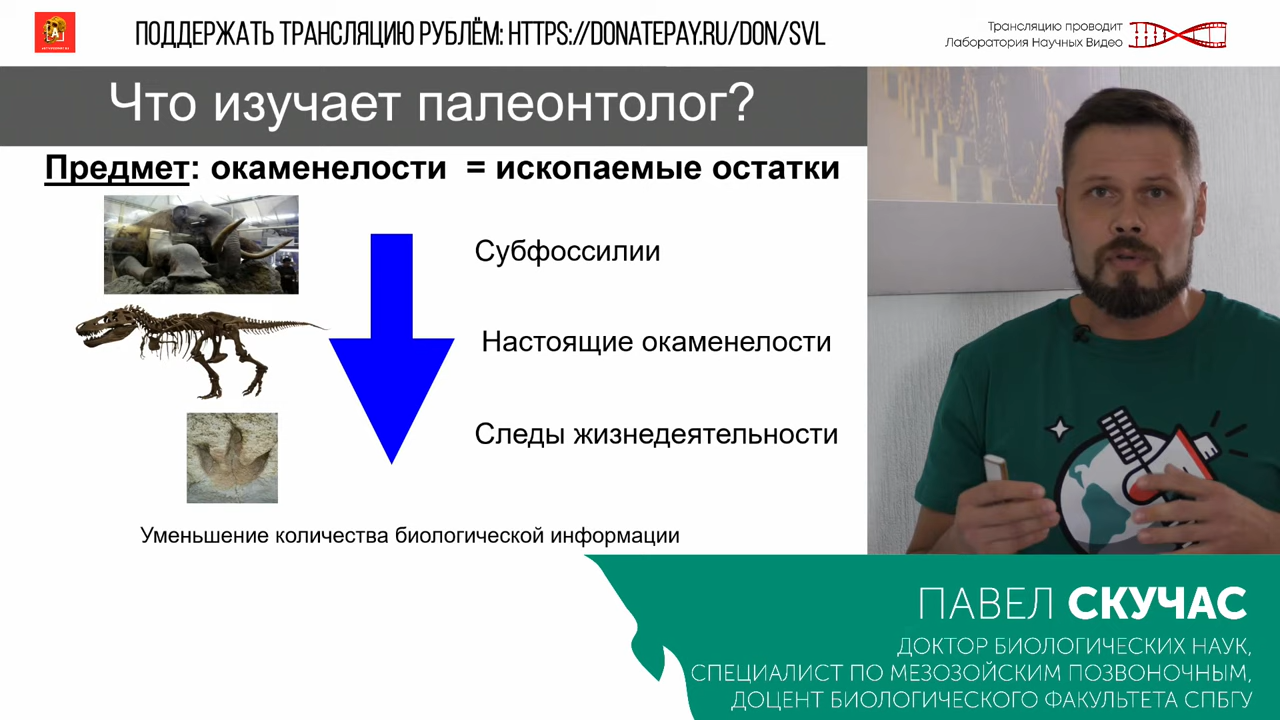 ПОДДЕРЖАТЬ ТРАНСЛЯЦИЮ РУБЛЁМ: HTTPS://DONATEPAY.RU/DON/SVL
Трансляцию проводит
Лаборатория Научных Видео
Что изучает палеонтолог?
Предмет: окаменелости = ископаемые остатки
Субфоссилии
Настоящие окаменелости
Следы жизнедеятельности
Уменьшение количества биологической информации
ПАВЕЛ СКУЧАС
ДОКТОР БИОЛОГИЧЕСКИХ НАУК,
СПЕЦИАЛИСТ ПО МЕЗОЗОЙСКИМ ПОЗВОНОЧНЫМ,
ДОЦЕНТ БИОЛОГИЧЕСКОГО ФАКУЛЬТЕТА СПБГУ